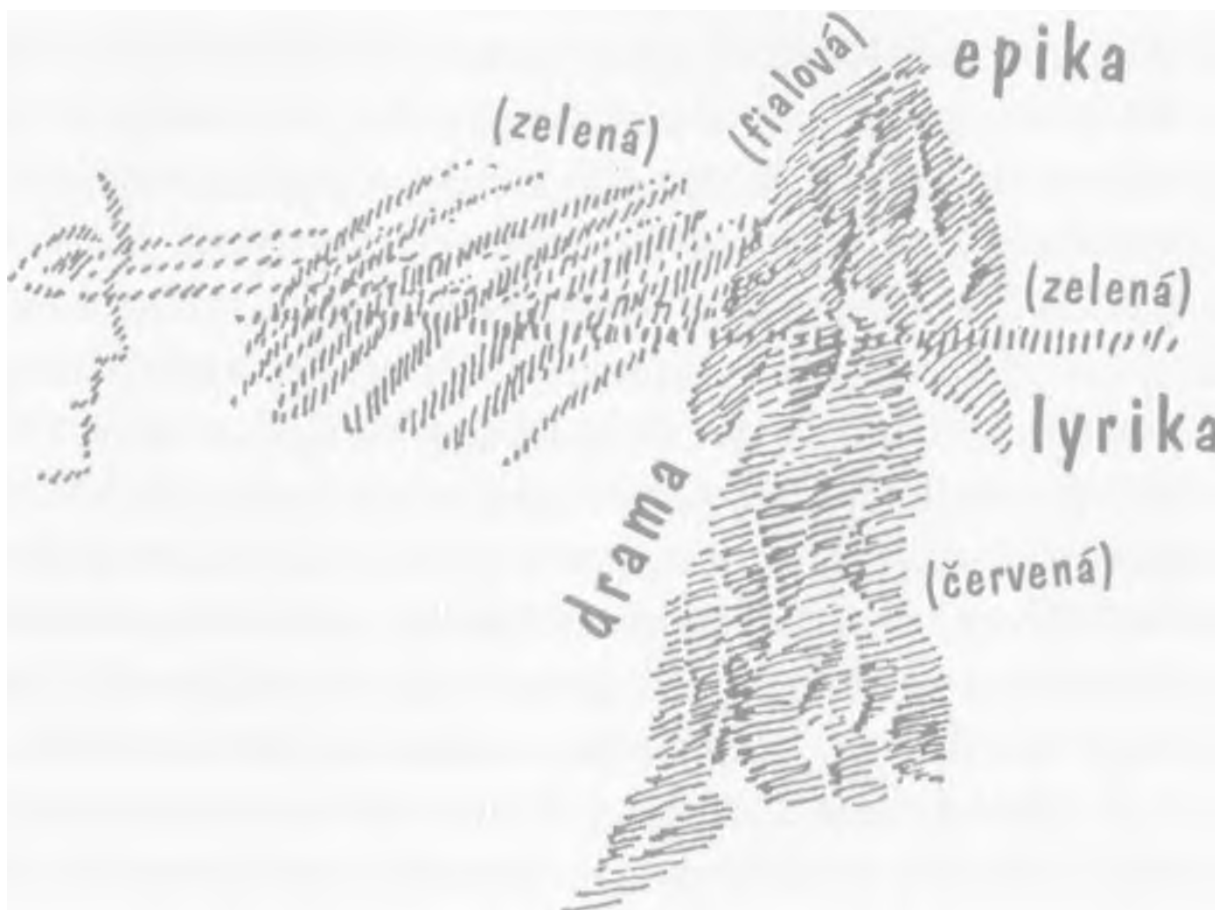 epika
(fialová)
(zelená)
(zelená)
lyrika
drama
(červená)